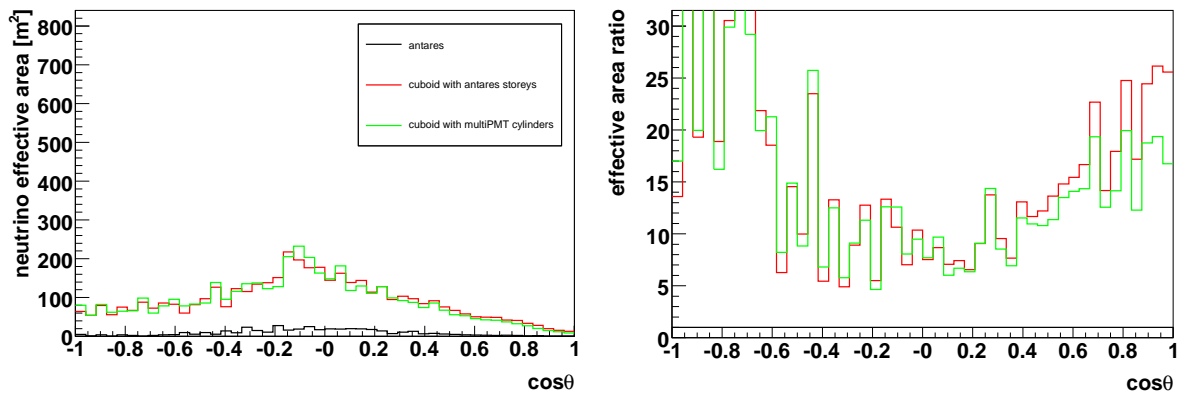 neutrino effective area [m²]
800
700
600
500
400
300
200
100
0
antares
cuboid with antares storeys
cuboid with multiPMT cylinders
-1 -0.8 -0.6 -0.4 -0.2 -0 0.2 0.4 0.6 0.8 1
cosθ
effective area ratio
30
25
20
15
10
5
0
-1 -0.8 -0.6 -0.4 -0.2 -0 0.2 0.4 0.6 0.8 1
cosθ